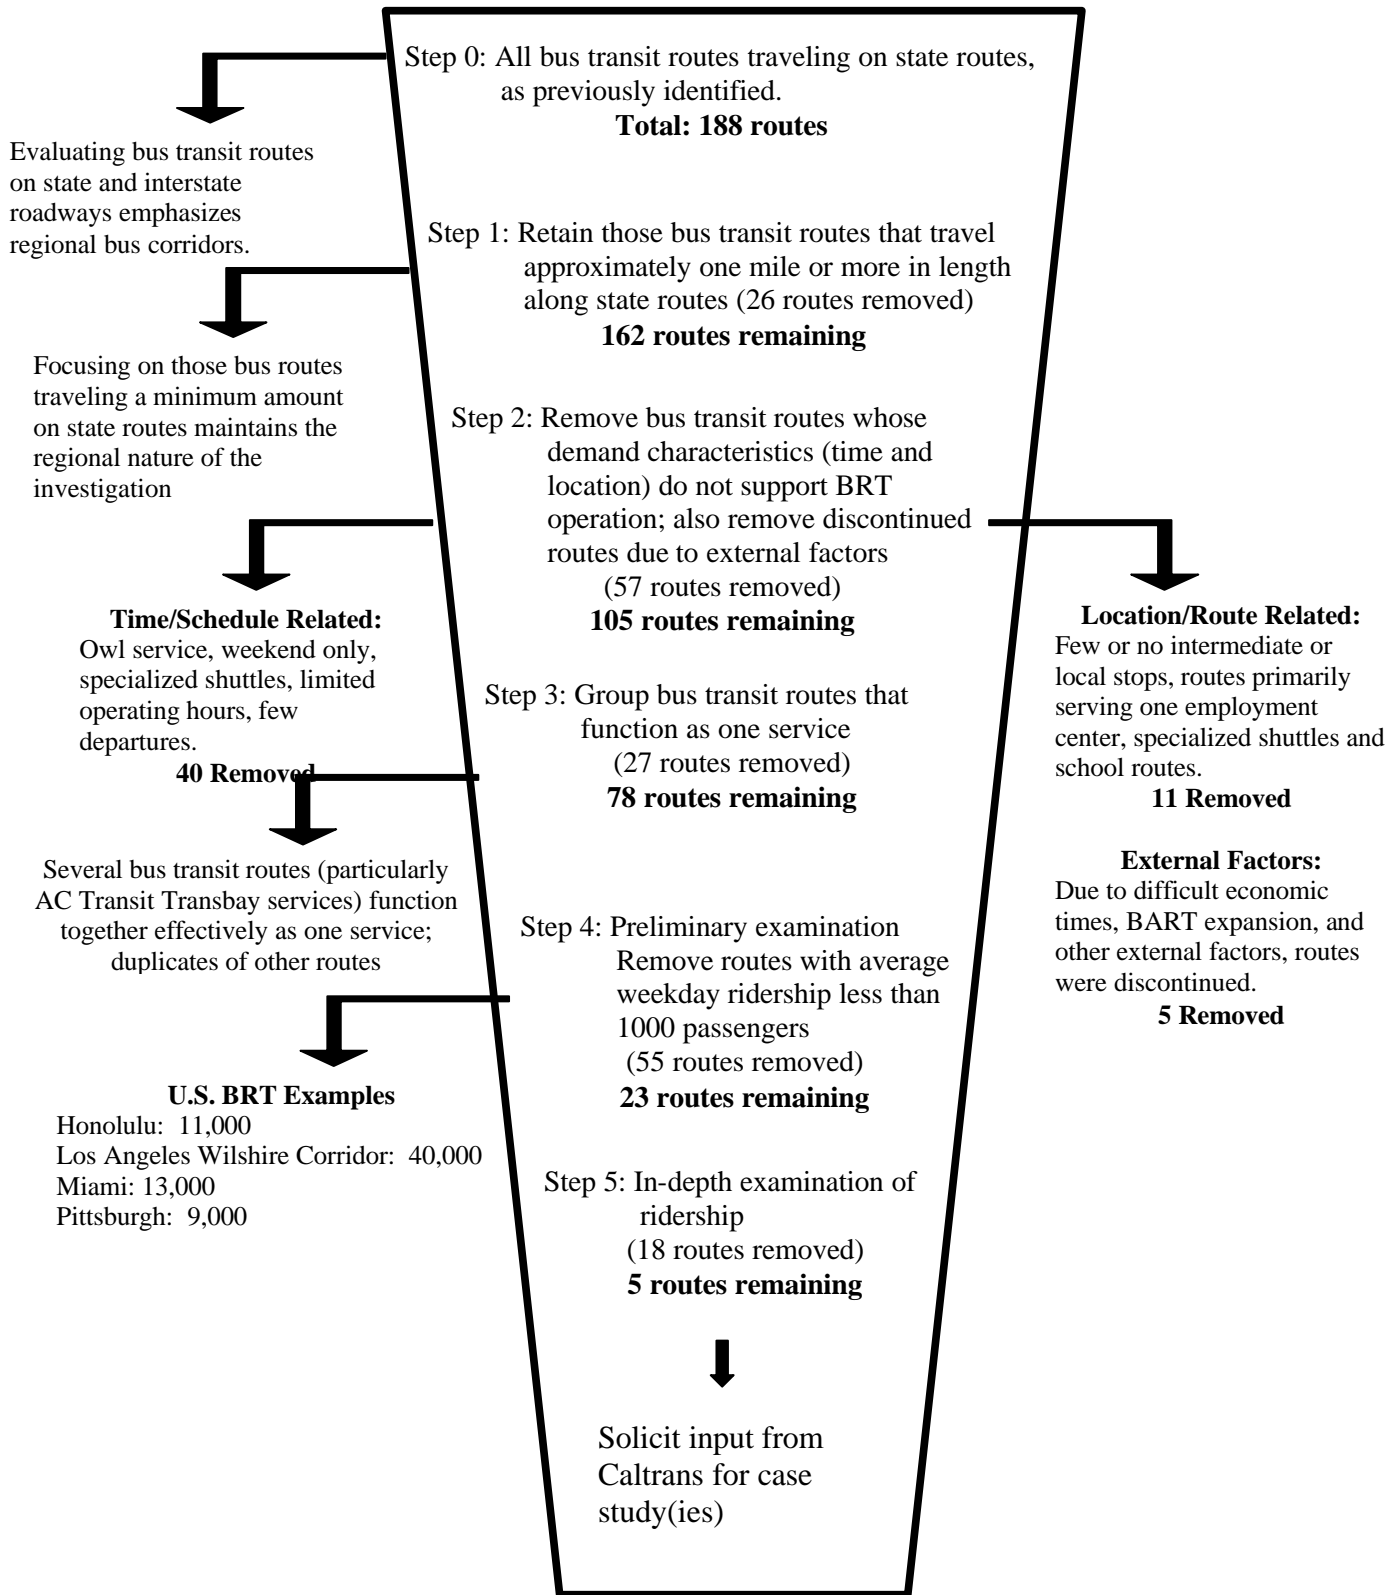 Step 0: All bus transit routes traveling on state routes,
as previously identified.
Total: 188 routes
Evaluating bus transit routes
on state and interstate
roadways emphasizes
regional bus corridors.
Step 1: Retain those bus transit routes that travel
approximately one mile or more in length
along state routes (26 routes removed)
162 routes remaining
Focusing on those bus routes
traveling a minimum amount
on state routes maintains the
regional nature of the
investigation
Step 2: Remove bus transit routes whose
demand characteristics (time and
location) do not support BRT
operation; also remove discontinued
routes due to external factors
(57 routes removed)
105 routes remaining
Time/Schedule Related:
Owl service, weekend only,
specialized shuttles, limited
operating hours, few
departures.
40 Removed
Location/Route Related:
Few or no intermediate or
local stops, routes primarily
serving one employment
center, specialized shuttles and
school routes.
11 Removed
External Factors:
Due to difficult economic
times, BART expansion, and
other external factors, routes
were discontinued.
5 Removed
Step 3: Group bus transit routes that
function as one service
(27 routes removed)
78 routes remaining
Several bus transit routes (particularly
AC Transit Transbay services) function
together effectively as one service;
duplicates of other routes
Step 4: Preliminary examination
Remove routes with average
weekday ridership less than
1000 passengers
(55 routes removed)
23 routes remaining
U.S. BRT Examples
Honolulu:  11,000
Los Angeles Wilshire Corridor:  40,000
Miami: 13,000
Pittsburgh:  9,000
Step 5: In-depth examination of
ridership
(18 routes removed)
5 routes remaining
Solicit input from
Caltrans for case
study(ies)